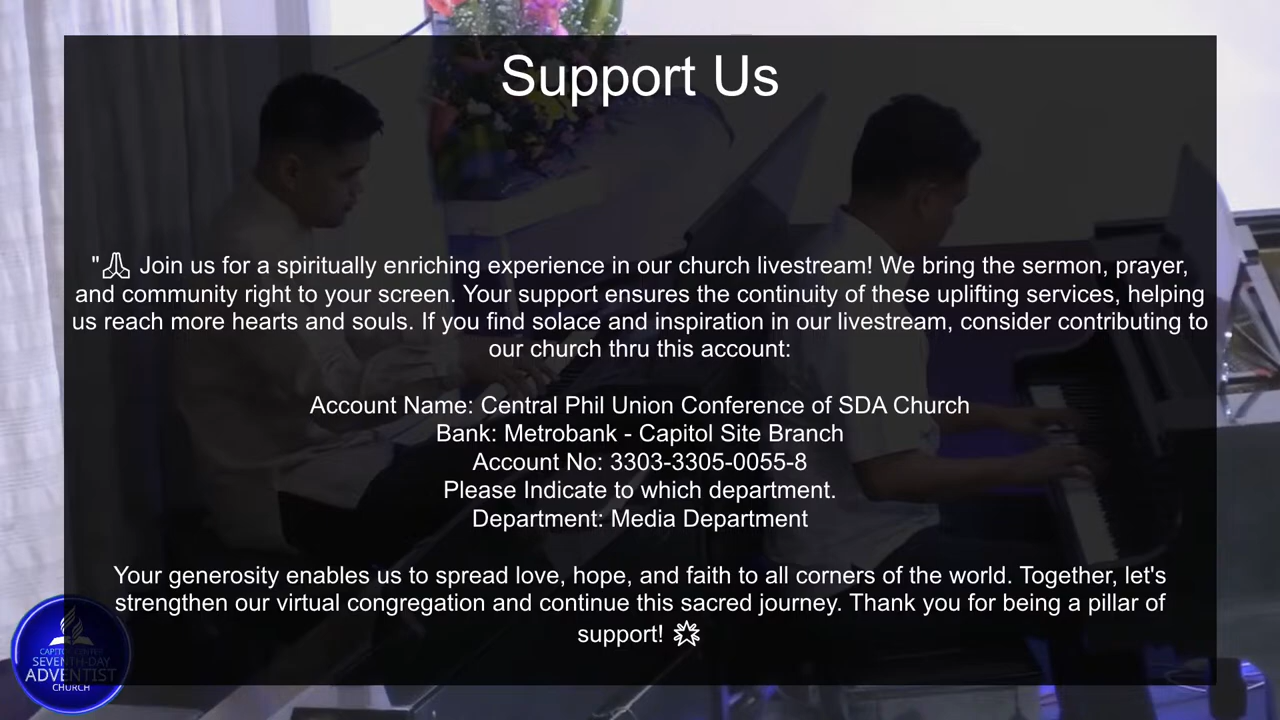 Support Us
"🙏 Join us for a spiritually enriching experience in our church livestream! We bring the sermon, prayer,
and community right to your screen. Your support ensures the continuity of these uplifting services, helping
us reach more hearts and souls. If you find solace and inspiration in our livestream, consider contributing to
our church thru this account:
Account Name: Central Phil Union Conference of SDA Church
Bank: Metrobank - Capitol Site Branch
Account No: 3303-3305-0055-8
Please Indicate to which department.
Department: Media Department
Your generosity enables us to spread love, hope, and faith to all corners of the world. Together, let's
strengthen our virtual congregation and continue this sacred journey. Thank you for being a pillar of
support! 🌟
CAPITOL CENTER
SEVENTH-DAY
ADVENTIST
CHURCH